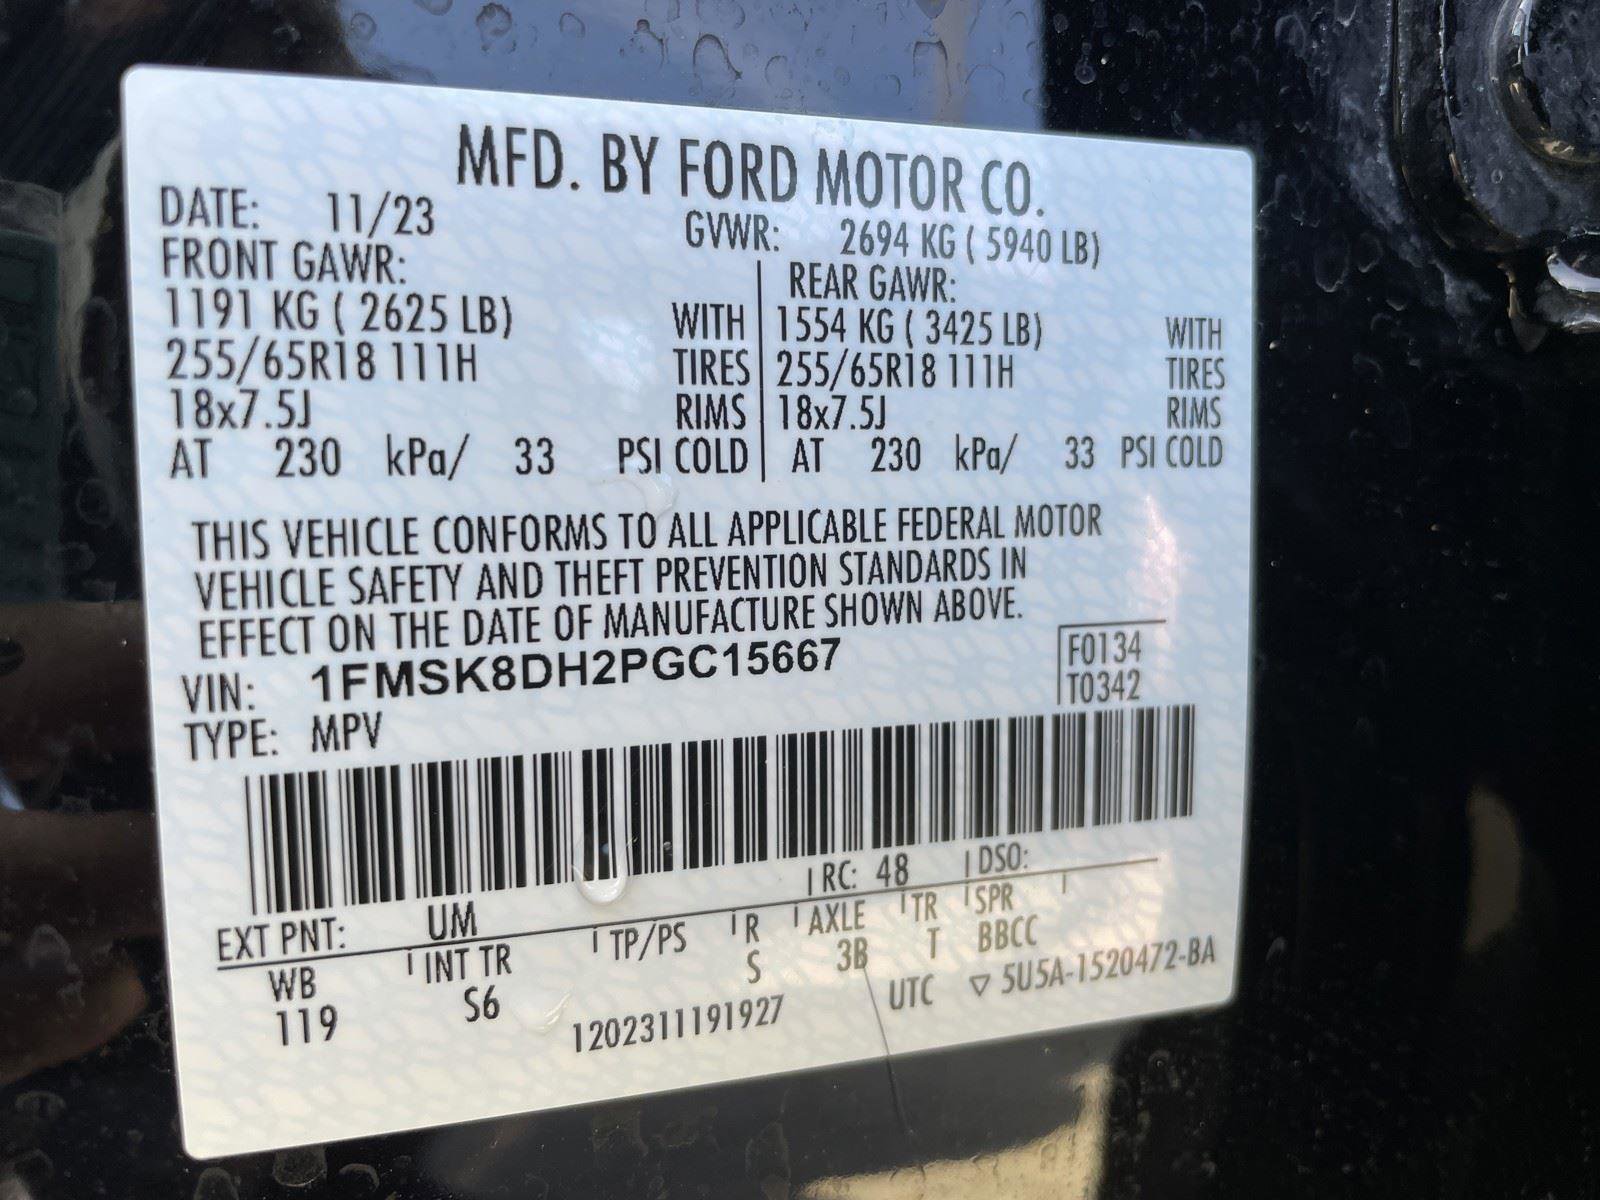 MFD. BY FORD MOTOR CO.
DATE: 11/23 GVWR: 2694 KG ( 5940 LB)
FRONT GAWR: REAR GAWR:
1191 KG ( 2625 LB) WITH 1554 KG ( 3425 LB) WITH
255/65R18 111H TIRES 255/65R18 111H TIRES
18x7.5J RIMS 18x7.5J RIMS
AT 230 kPa/ 33 PSI COLD AT 230 kPa/ 33 PSI COLD
THIS VEHICLE CONFORMS TO ALL APPLICABLE FEDERAL MOTOR
VEHICLE SAFETY AND THEFT PREVENTION STANDARDS IN
EFFECT ON THE DATE OF MANUFACTURE SHOWN ABOVE.
VIN: 1FMSK8DH2PGC15667 F0134
TYPE: MPV T0342
EXT PNT: UM RC: 48 DSO:
WB INT TR TP/PS R AXLE TR SPR
119 S6 S 3B T BBCC
1202311191927 UTC ▽ 5U5A-1520472-BA